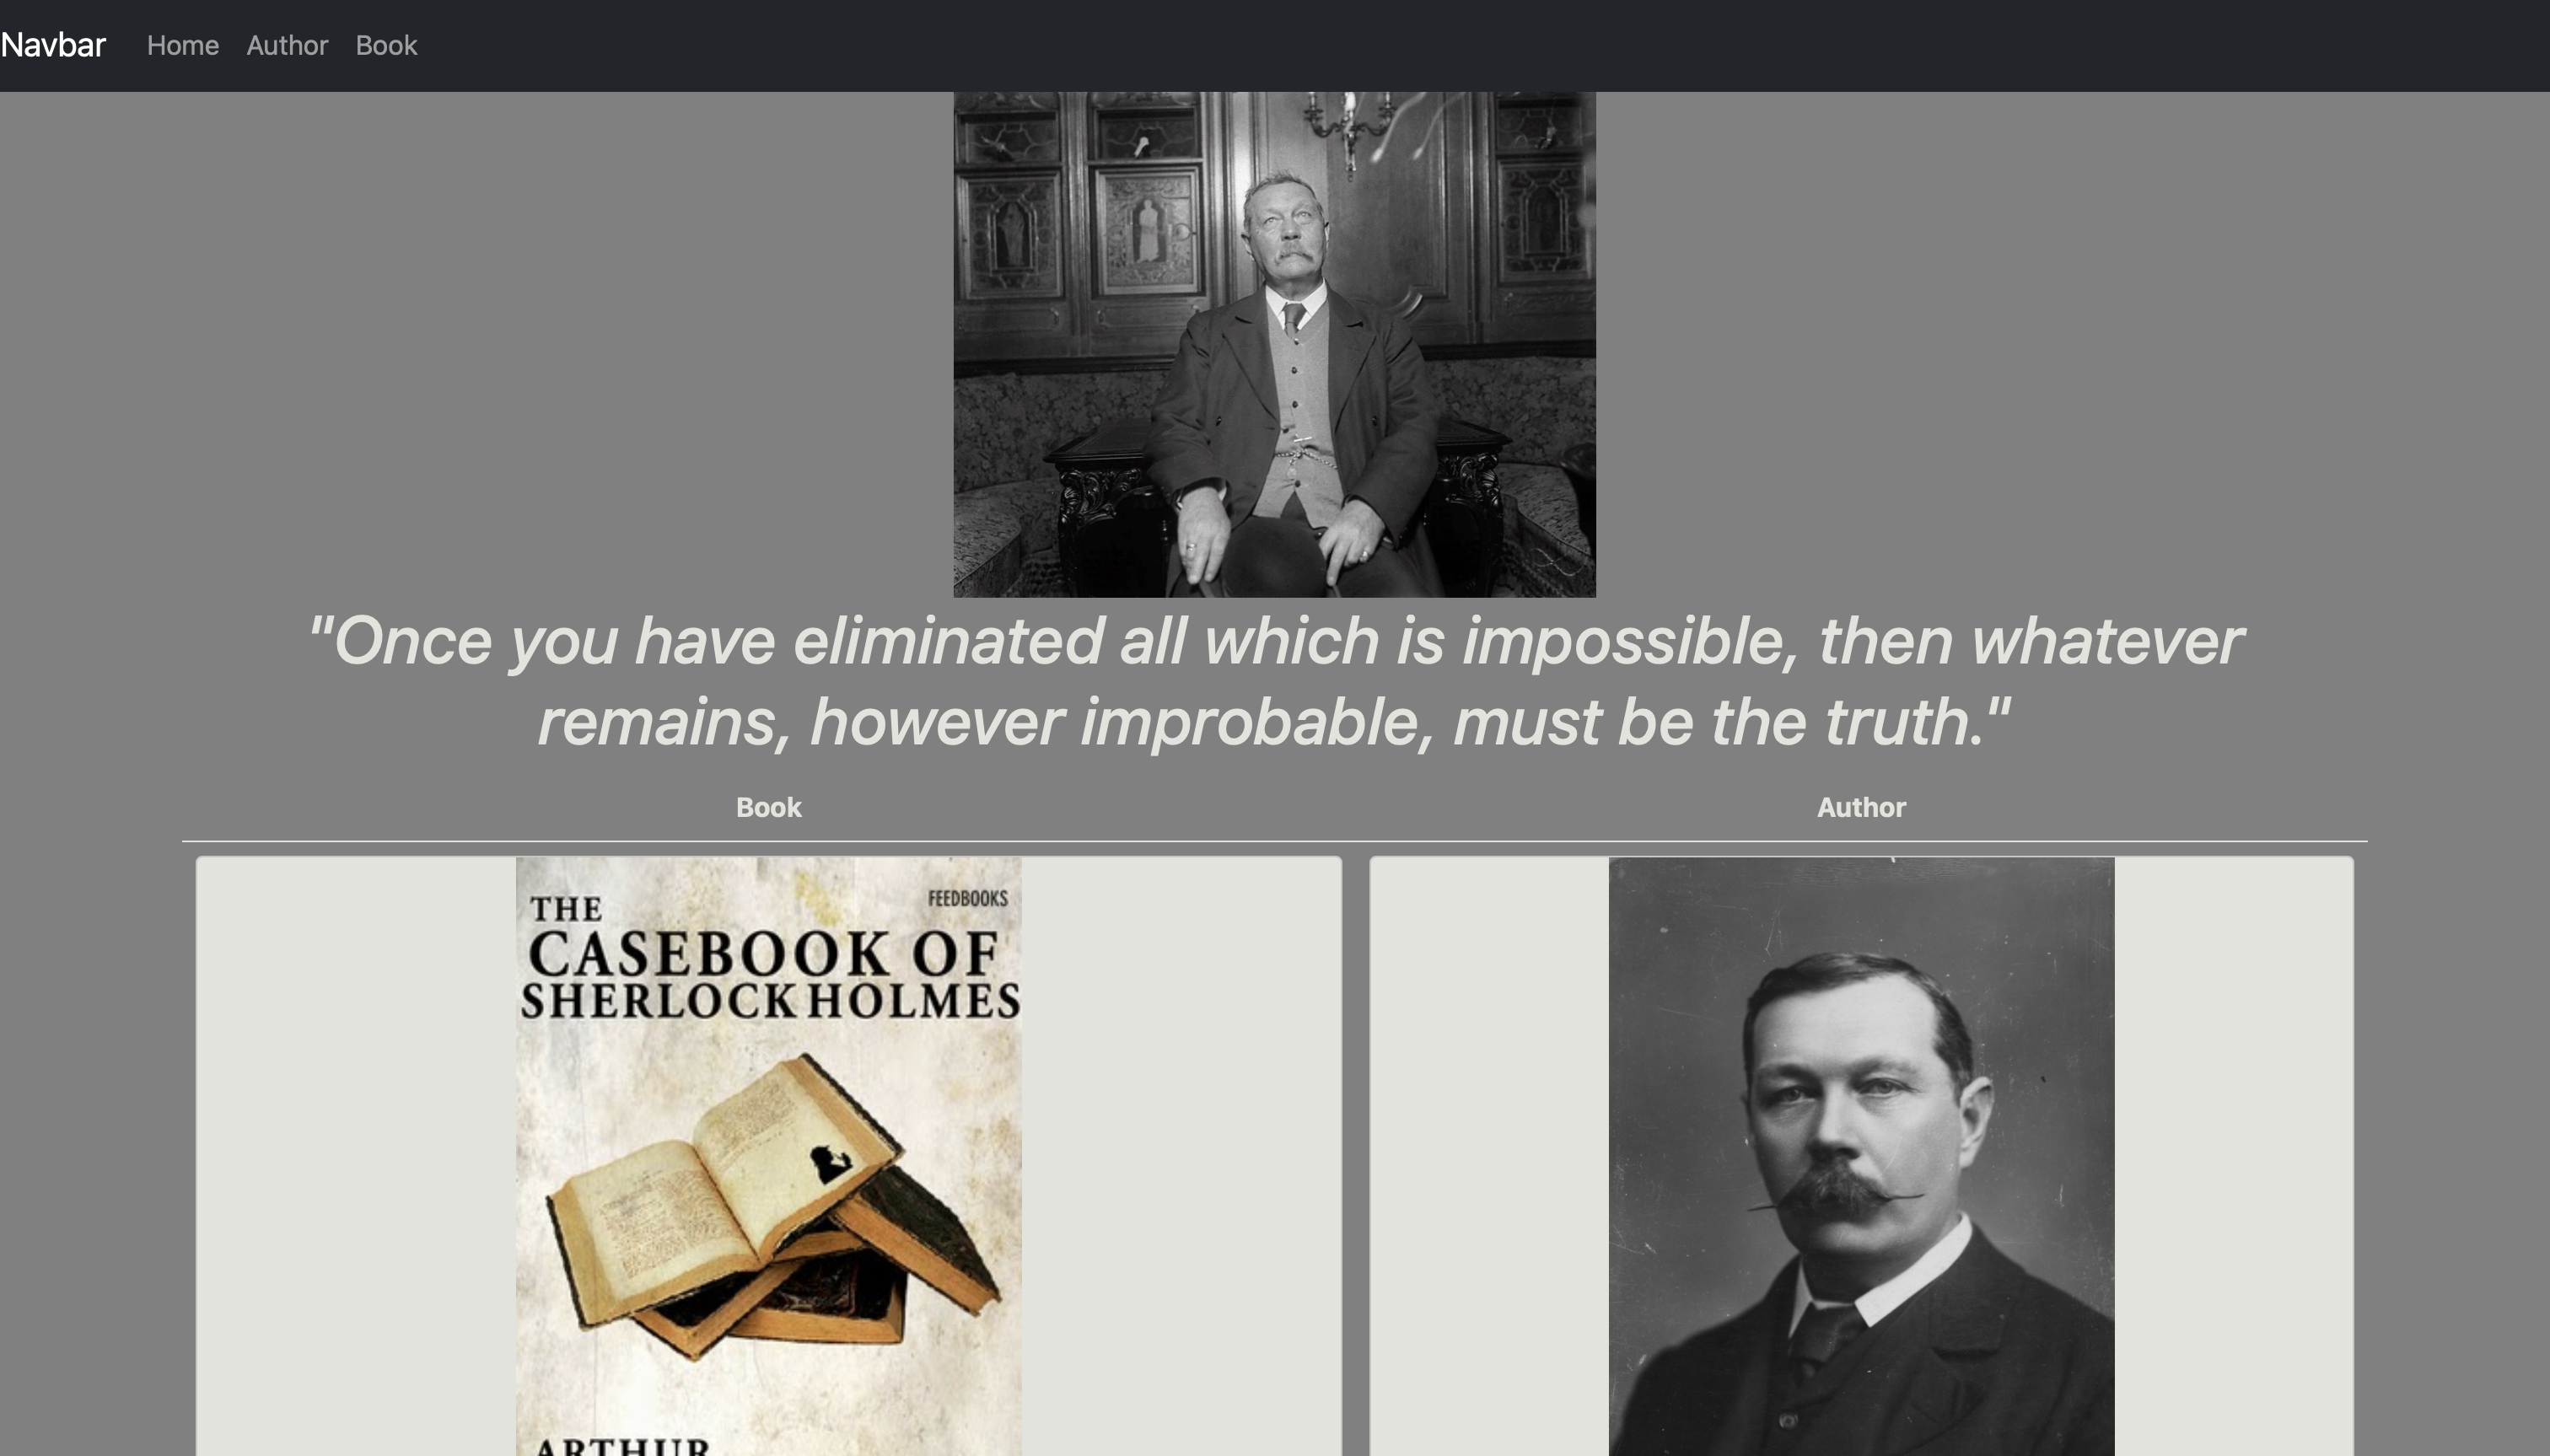 Navbar Home Author Book
"Once you have eliminated all which is impossible, then whatever
remains, however improbable, must be the truth."
Book Author
FEEDBOOKS
THE
CASEBOOK OF
SHERLOCK HOLMES
ARTHUR